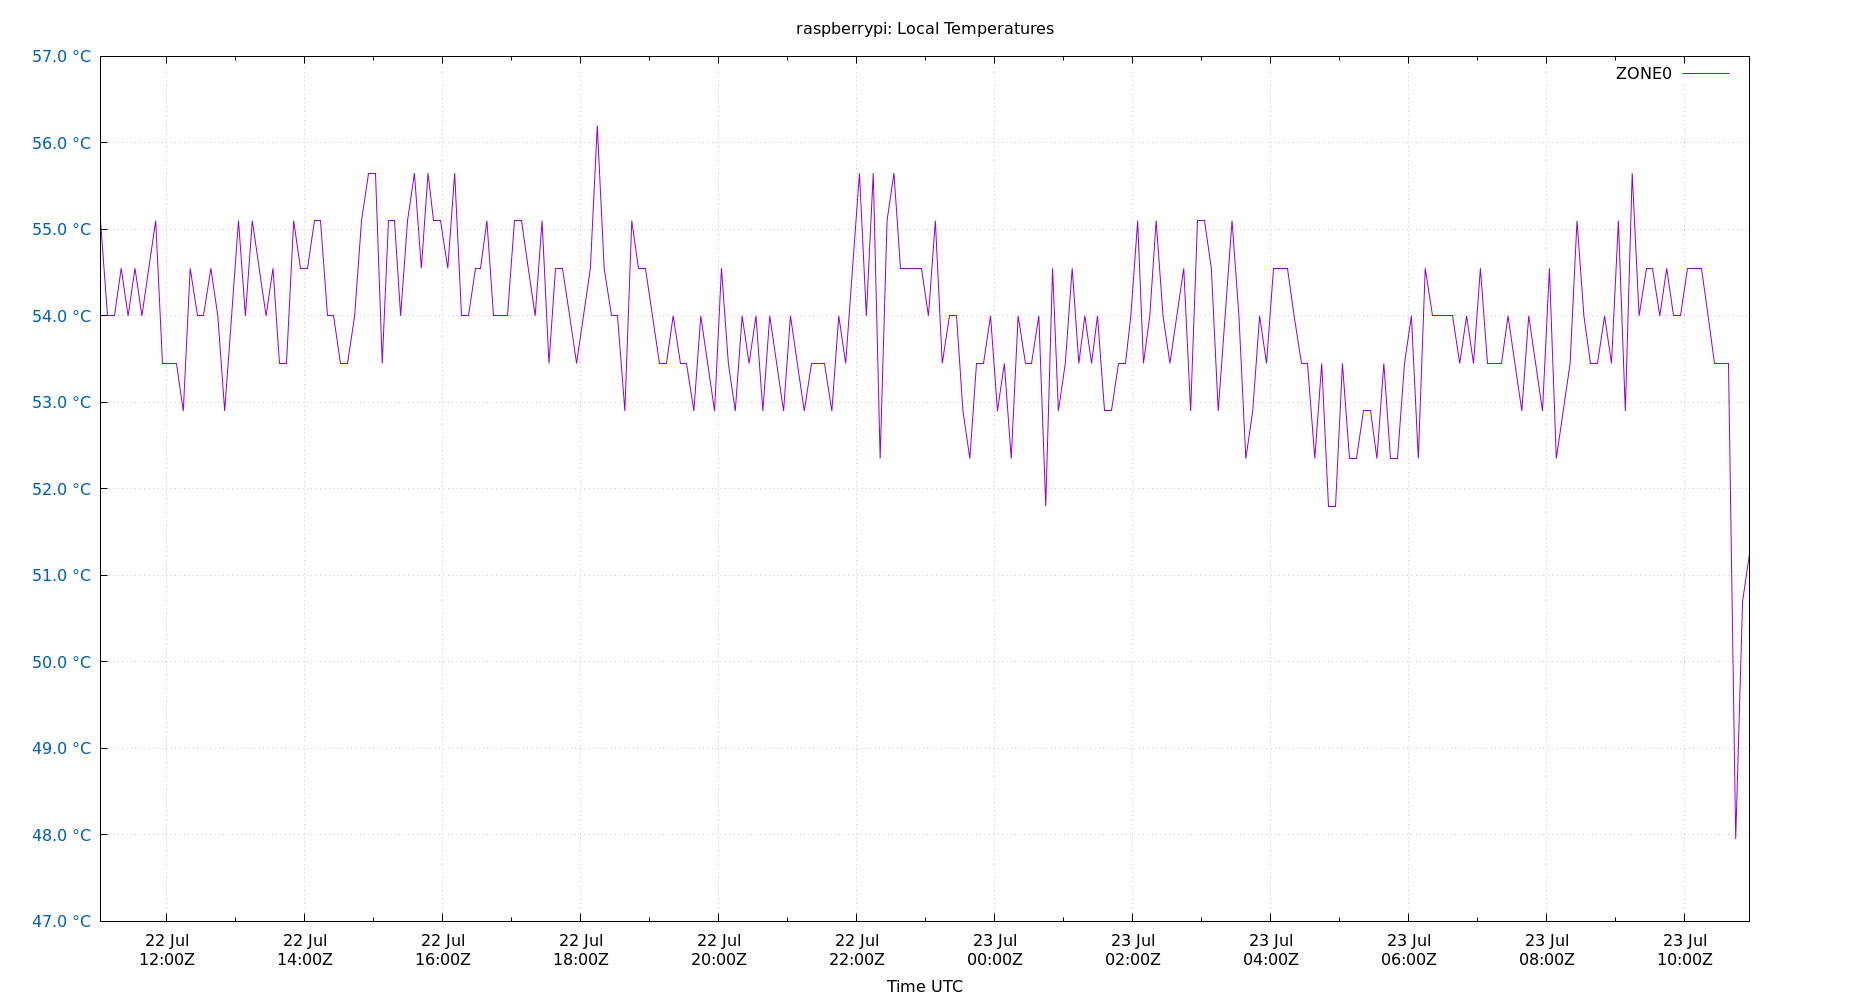 raspberrypi: Local Temperatures
57.0 °C
ZONE0
56.0 °C
55.0 °C
54.0 °C
53.0 °C
52.0 °C
51.0 °C
50.0 °C
49.0 °C
48.0 °C
47.0 °C
22 Jul 22 Jul 22 Jul 22 Jul 22 Jul 22 Jul 23 Jul 23 Jul 23 Jul 23 Jul 23 Jul 23 Jul
12:00Z 14:00Z 16:00Z 18:00Z 20:00Z 22:00Z 00:00Z 02:00Z 04:00Z 06:00Z 08:00Z 10:00Z
Time UTC